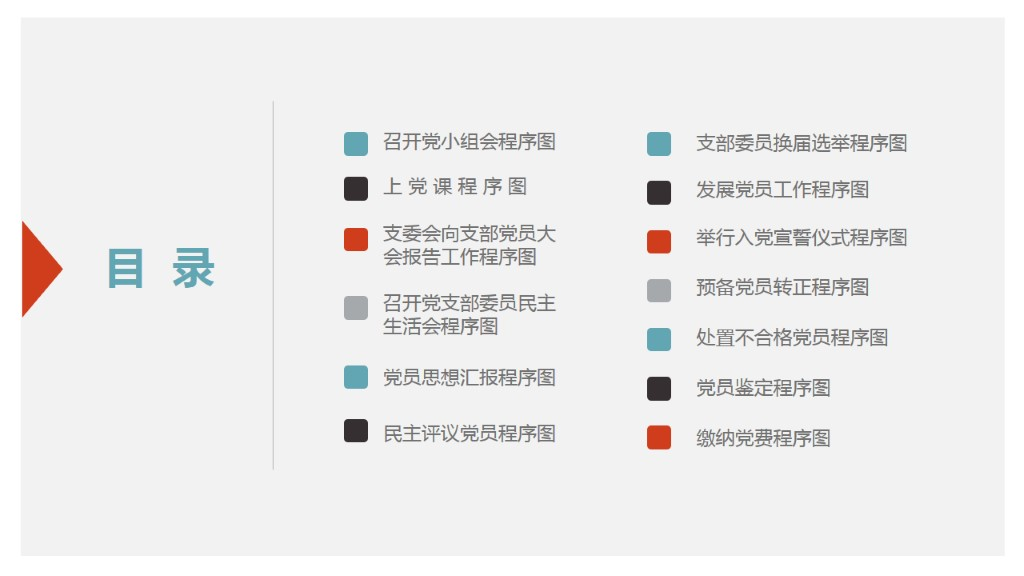 目 录
召开党小组会程序图
上 党 课 程 序 图
支委会向支部党员大
会报告工作程序图
召开党支部委员民主
生活会程序图
党员思想汇报程序图
民主评议党员程序图
支部委员换届选举程序图
发展党员工作程序图
举行入党宣誓仪式程序图
预备党员转正程序图
处置不合格党员程序图
党员鉴定程序图
缴纳党费程序图